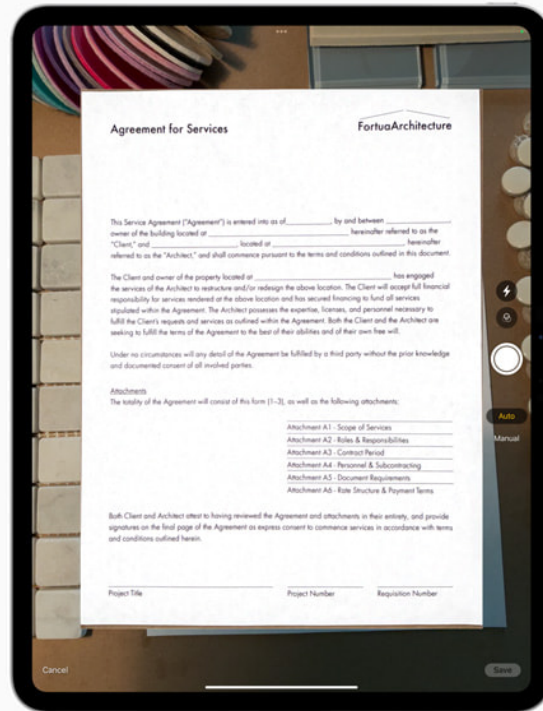 Agreement for Services
FortuaArchitecture
This Service Agreement ("Agreement") is entered into as of________, by and between ____________,
owner of the building located at ______________________________ hereinafter referred to as the
"Client," and ________________, located at ______________________________, hereinafter
referred to as the "Architect," and shall commence pursuant to the terms and conditions outlined in this document.
The Client and owner of the property located at ______________________________ has engaged
the services of the Architect to restructure and/or redesign the above location. The Client will accept full financial
responsibility for services rendered at the above location and has secured financing to fund all services
stipulated within the Agreement. The Architect possesses the expertise, licenses, and personnel necessary to
fulfill the Client's requests and services as outlined within the Agreement. Both the Client and the Architect are
seeking to fulfill the terms of the Agreement to the best of their abilities and of their own free will.
Under no circumstances will any detail of the Agreement be fulfilled by a third party without the prior knowledge
and documented consent of all involved parties.
Attachments
The totality of the Agreement will consist of this form (1–3), as well as the following attachments:
Attachment A1 - Scope of Services
Attachment A2 - Roles & Responsibilities
Attachment A3 - Contract Period
Attachment A4 - Personnel & Subcontracting
Attachment A5 - Document Requirements
Attachment A6 - Rate Structure & Payment Terms
Both Client and Architect attest to having reviewed the Agreement and attachments in their entirety, and provide
signatures on the final page of the Agreement as express consent to commence services in accordance with terms
and conditions outlined herein.
Project Title
Project Number
Requisition Number
Auto
Manual
Cancel
Save